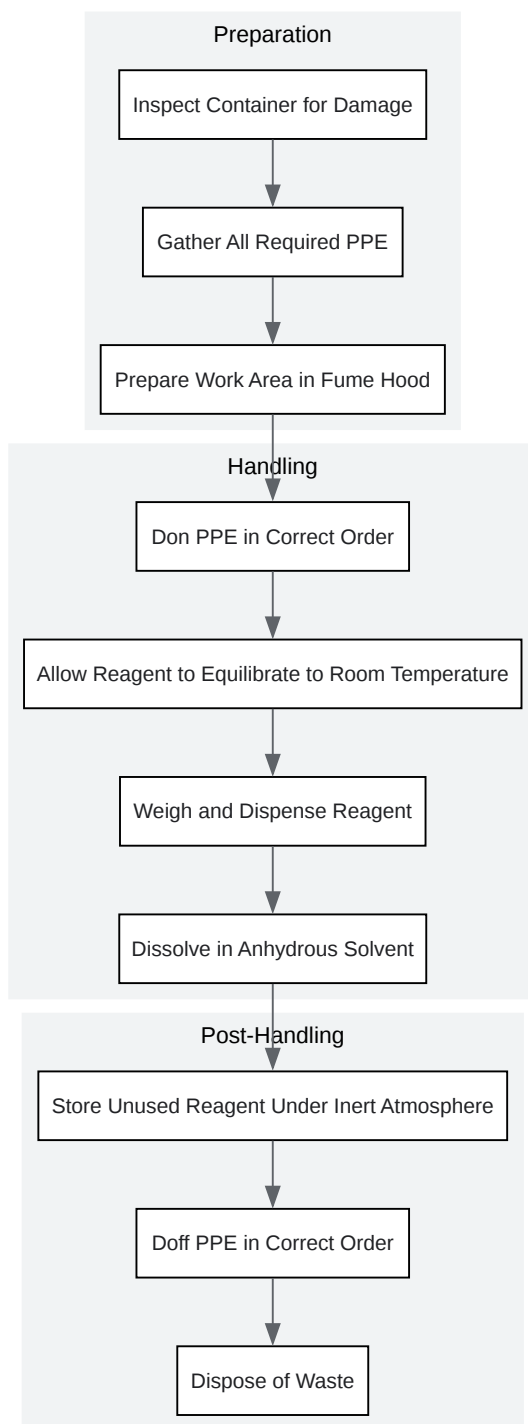 Preparation
Inspect Container for Damage
Gather All Required PPE
Prepare Work Area in Fume Hood
Handling
Don PPE in Correct Order
Allow Reagent to Equilibrate to Room Temperature
Weigh and Dispense Reagent
Dissolve in Anhydrous Solvent
Post-Handling
Store Unused Reagent Under Inert Atmosphere
Doff PPE in Correct Order
Dispose of Waste